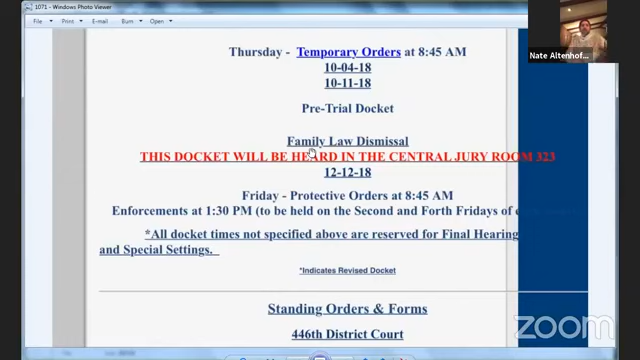 1071 - Windows Photo Viewer
File Print E-mail Burn Open
Thursday - Temporary Orders at 8:45 AM
10-04-18
10-11-18
Pre-Trial Docket
Family Law Dismissal
THIS DOCKET WILL BE HEARD IN THE CENTRAL JURY ROOM 323
12-12-18
Friday - Protective Orders at 8:45 AM
Enforcements at 1:30 PM (to be held on the Second and Forth Fridays of
*All docket times not specified above are reserved for Final Hearing
and Special Settings.
*Indicates Revised Docket
Standing Orders & Forms
446th District Court
Nate Altenhof...
zoom